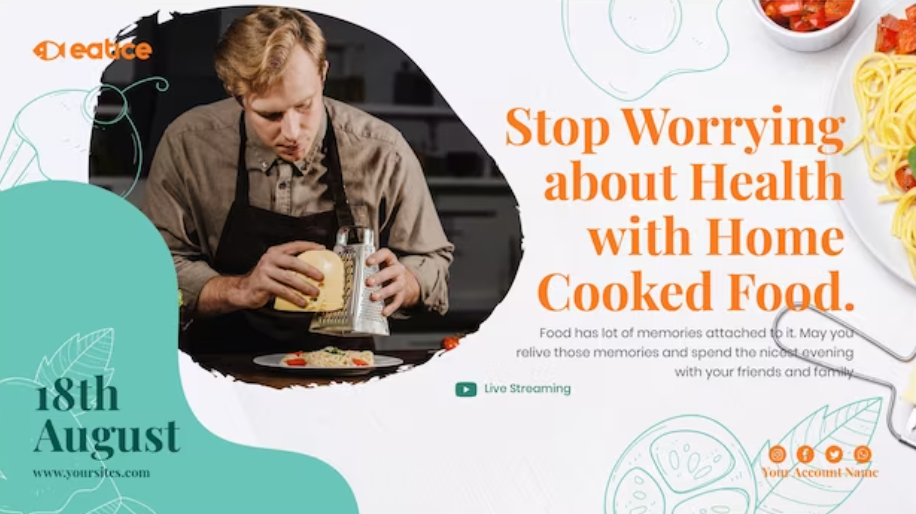 eatice
Stop Worrying
about Health
with Home
Cooked Food.
Food has lot of memories attached to it. May you
relive those memories and spend the nicest evening
with your friends and family.
Live Streaming
18th
August
www.yoursites.com
Your Account Name